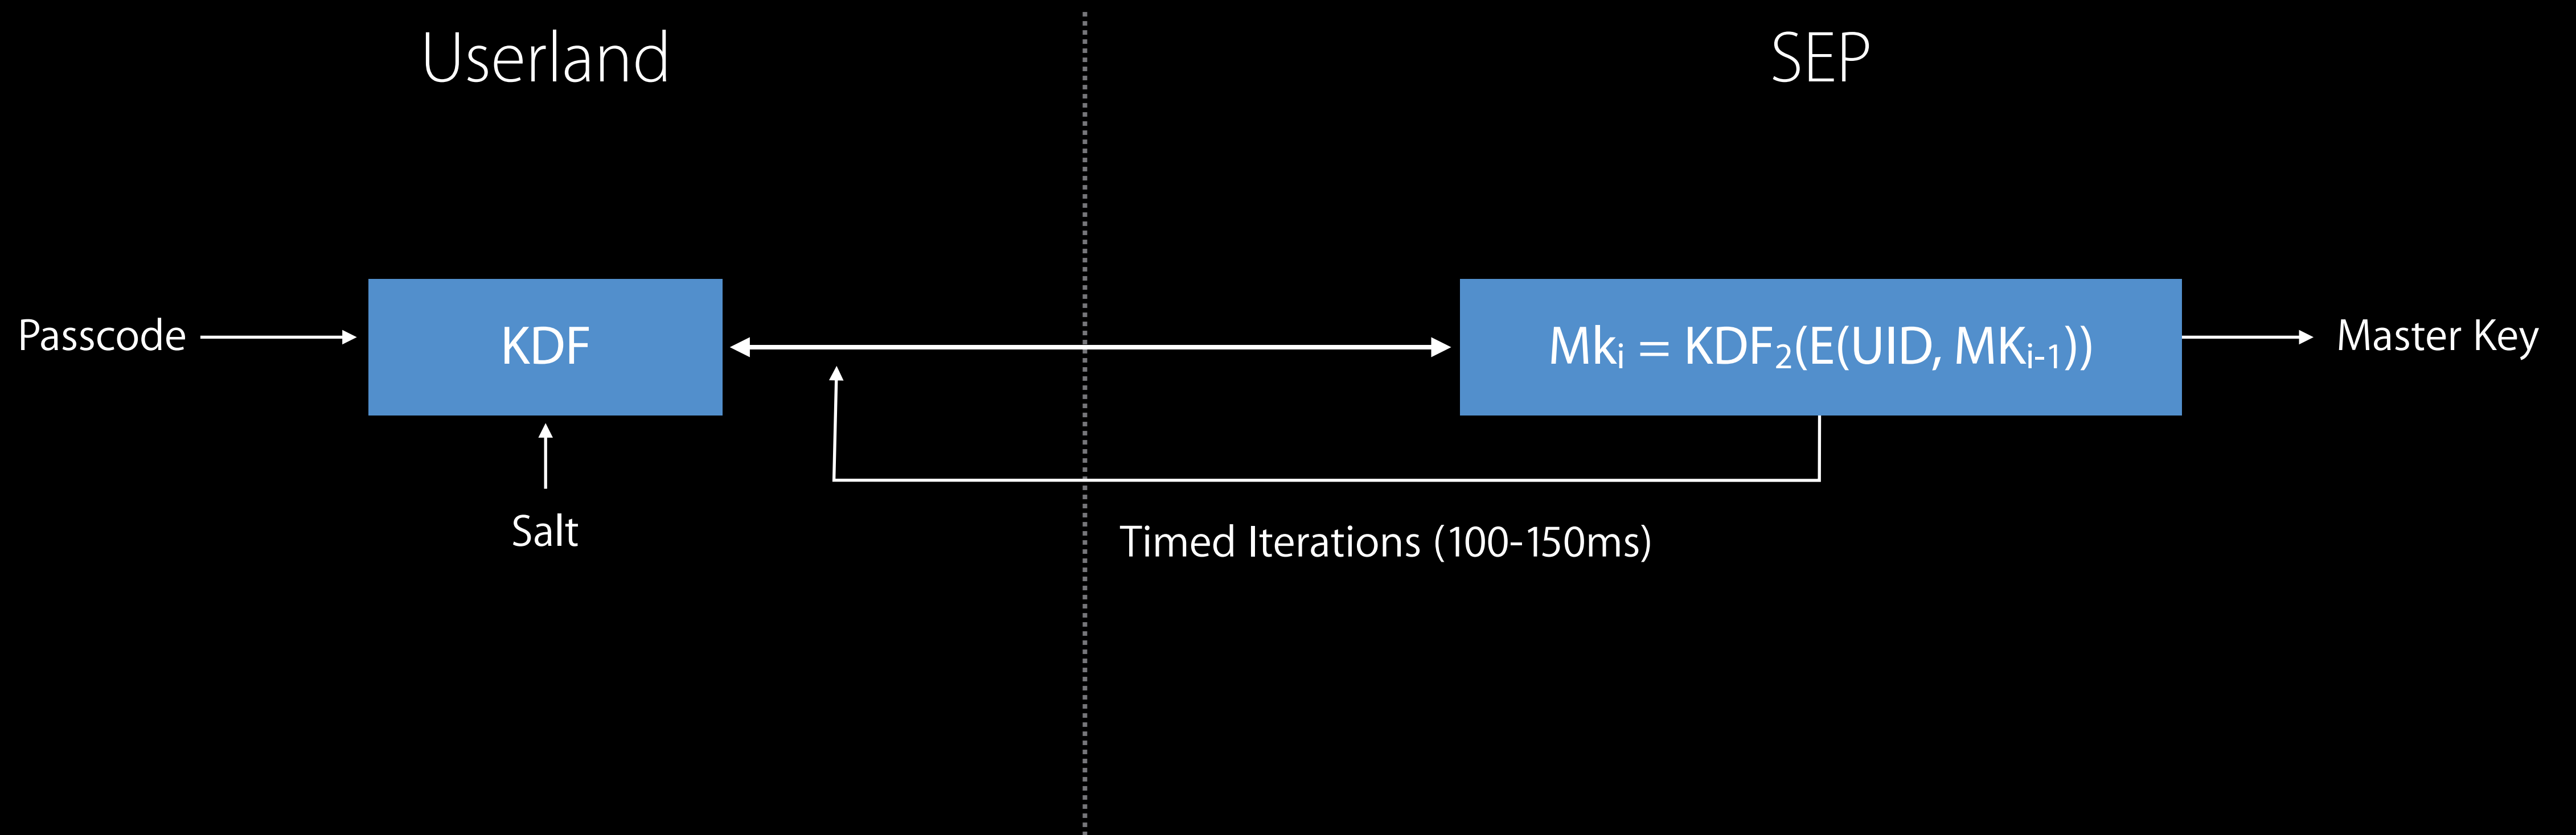 Userland
SEP
Passcode
KDF
Mkᵢ = KDF₂(E(UID, MKᵢ₋₁))
Master Key
Salt
Timed Iterations (100-150ms)